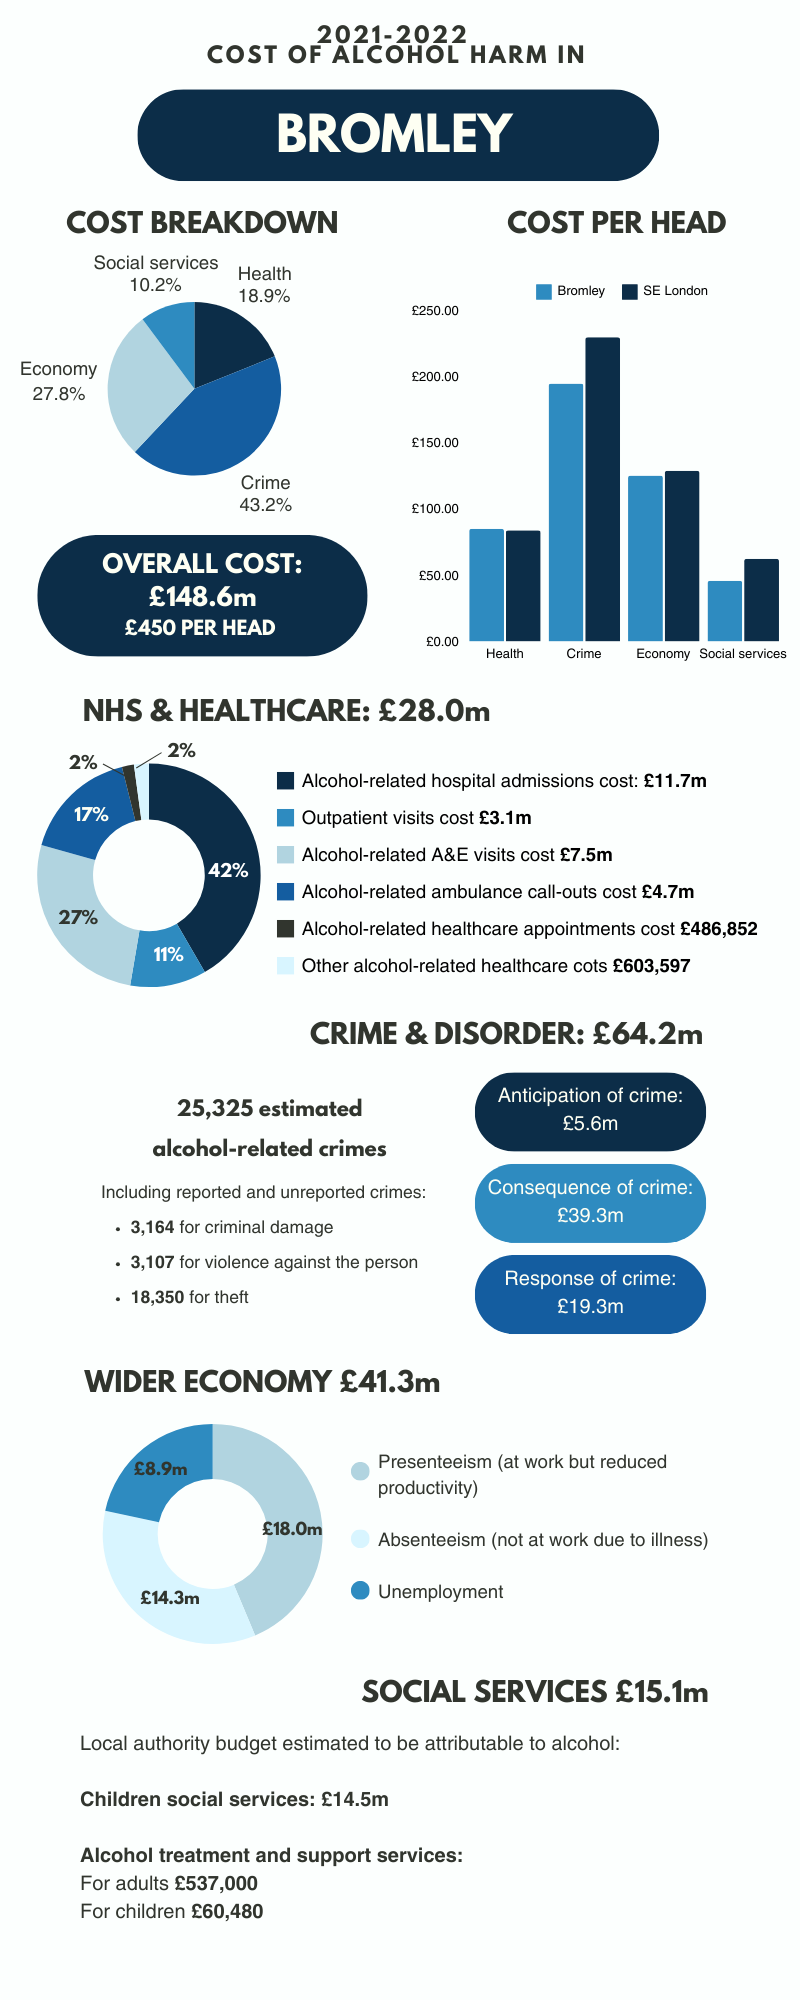 2021-2022
COST OF ALCOHOL HARM IN
BROMLEY
COST BREAKDOWN
Social services
10.2%
Health
18.9%
Economy
27.8%
Crime
43.2%
OVERALL COST:
£148.6m
£450 PER HEAD
COST PER HEAD
Bromley
SE London
£250.00
£200.00
£150.00
£100.00
£50.00
£0.00
Health
Crime
Economy
Social services
NHS & HEALTHCARE: £28.0m
2%
2%
17%
42%
27%
11%
Alcohol-related hospital admissions cost: £11.7m
Outpatient visits cost £3.1m
Alcohol-related A&E visits cost £7.5m
Alcohol-related ambulance call-outs cost £4.7m
Alcohol-related healthcare appointments cost £486,852
Other alcohol-related healthcare cots £603,597
CRIME & DISORDER: £64.2m
25,325 estimated
alcohol-related crimes
Including reported and unreported crimes:
• 3,164 for criminal damage
• 3,107 for violence against the person
• 18,350 for theft
Anticipation of crime:
£5.6m
Consequence of crime:
£39.3m
Response of crime:
£19.3m
WIDER ECONOMY £41.3m
£8.9m
£18.0m
£14.3m
Presenteeism (at work but reduced
productivity)
Absenteeism (not at work due to illness)
Unemployment
SOCIAL SERVICES £15.1m
Local authority budget estimated to be attributable to alcohol:
Children social services: £14.5m
Alcohol treatment and support services:
For adults £537,000
For children £60,480